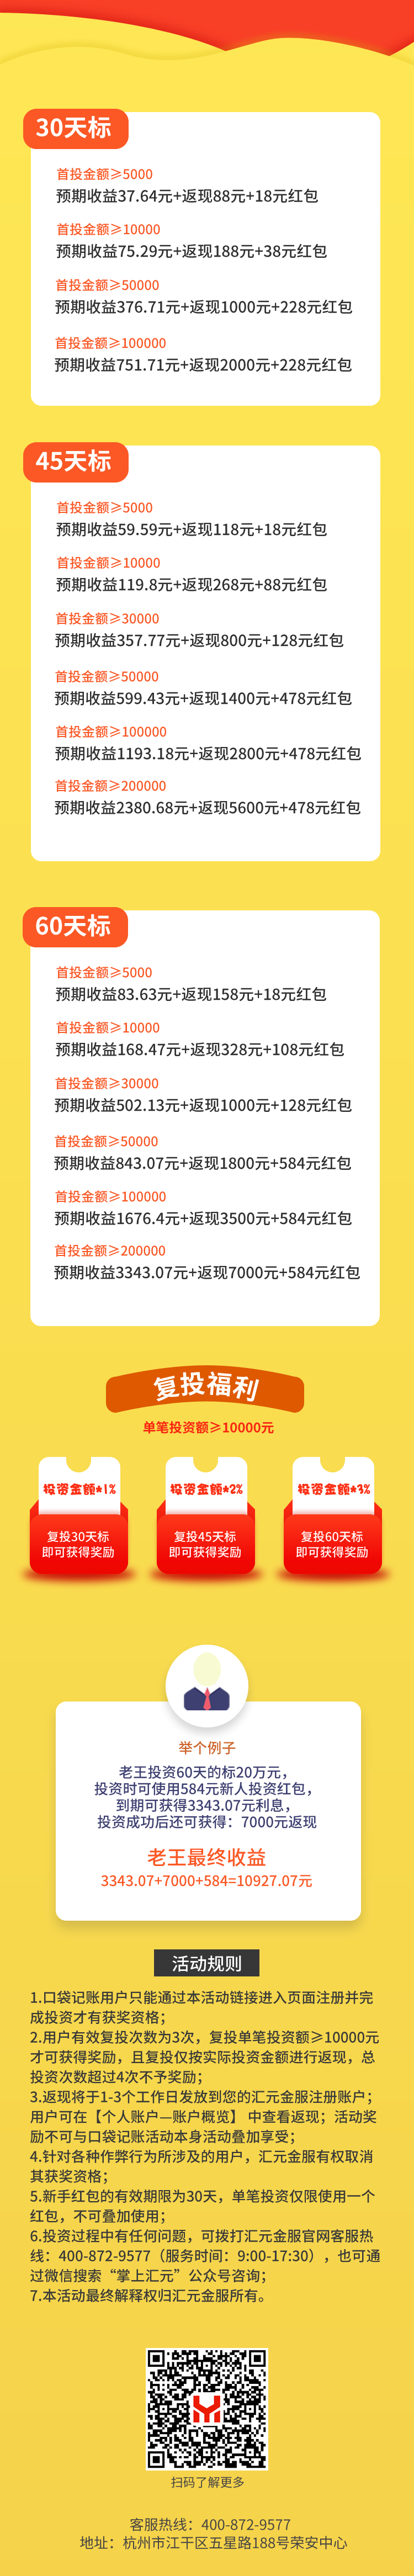 30天标
首投金额≥5000
预期收益37.64元+返现88元+18元红包
首投金额≥10000
预期收益75.29元+返现188元+38元红包
首投金额≥50000
预期收益376.71元+返现1000元+228元红包
首投金额≥100000
预期收益751.71元+返现2000元+228元红包
45天标
首投金额≥5000
预期收益59.59元+返现118元+18元红包
首投金额≥10000
预期收益119.8元+返现268元+88元红包
首投金额≥30000
预期收益357.77元+返现800元+128元红包
首投金额≥50000
预期收益599.43元+返现1400元+478元红包
首投金额≥100000
预期收益1193.18元+返现2800元+478元红包
首投金额≥200000
预期收益2380.68元+返现5600元+478元红包
60天标
首投金额≥5000
预期收益83.63元+返现158元+18元红包
首投金额≥10000
预期收益168.47元+返现328元+108元红包
首投金额≥30000
预期收益502.13元+返现1000元+128元红包
首投金额≥50000
预期收益843.07元+返现1800元+584元红包
首投金额≥100000
预期收益1676.4元+返现3500元+584元红包
首投金额≥200000
预期收益3343.07元+返现7000元+584元红包
复投福利
单笔投资额≥10000元
投资金额*1%
复投30天标
即可获得奖励
投资金额*2%
复投45天标
即可获得奖励
投资金额*3%
复投60天标
即可获得奖励
举个例子
老王投资60天的标20万元，
投资时可使用584元新人投资红包，
到期可获得3343.07元利息，
投资成功后还可获得：7000元返现
老王最终收益
3343.07+7000+584=10927.07元
活动规则
1.口袋记账用户只能通过本活动链接进入页面注册并完
成投资才有获奖资格；
2.用户有效复投次数为3次，复投单笔投资额≥10000元
才可获得奖励，且复投仅按实际投资金额进行返现，总
投资次数超过4次不予奖励；
3.返现将于1-3个工作日发放到您的汇元金服注册账户；
用户可在【个人账户—账户概览】 中查看返现；活动奖
励不可与口袋记账活动本身活动叠加享受；
4.针对各种作弊行为所涉及的用户，汇元金服有权取消
其获奖资格；
5.新手红包的有效期限为30天，单笔投资仅限使用一个
红包，不可叠加使用；
6.投资过程中有任何问题，可拨打汇元金服官网客服热
线：400-872-9577（服务时间：9:00-17:30），也可通
过微信搜索“掌上汇元”公众号咨询；
7.本活动最终解释权归汇元金服所有。
扫码了解更多
客服热线：400-872-9577
地址：杭州市江干区五星路188号荣安中心